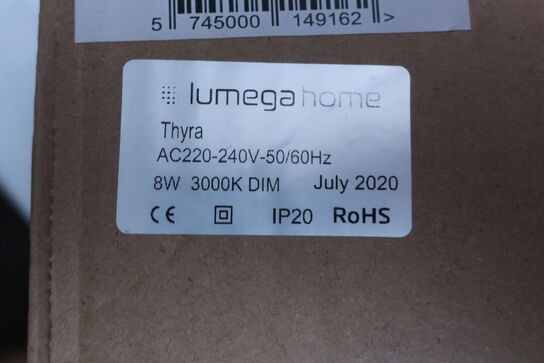 5 745000 149162 >
lumega home
Thyra
AC220-240V-50/60Hz
8W 3000K DIM July 2020
CE IP20 RoHS